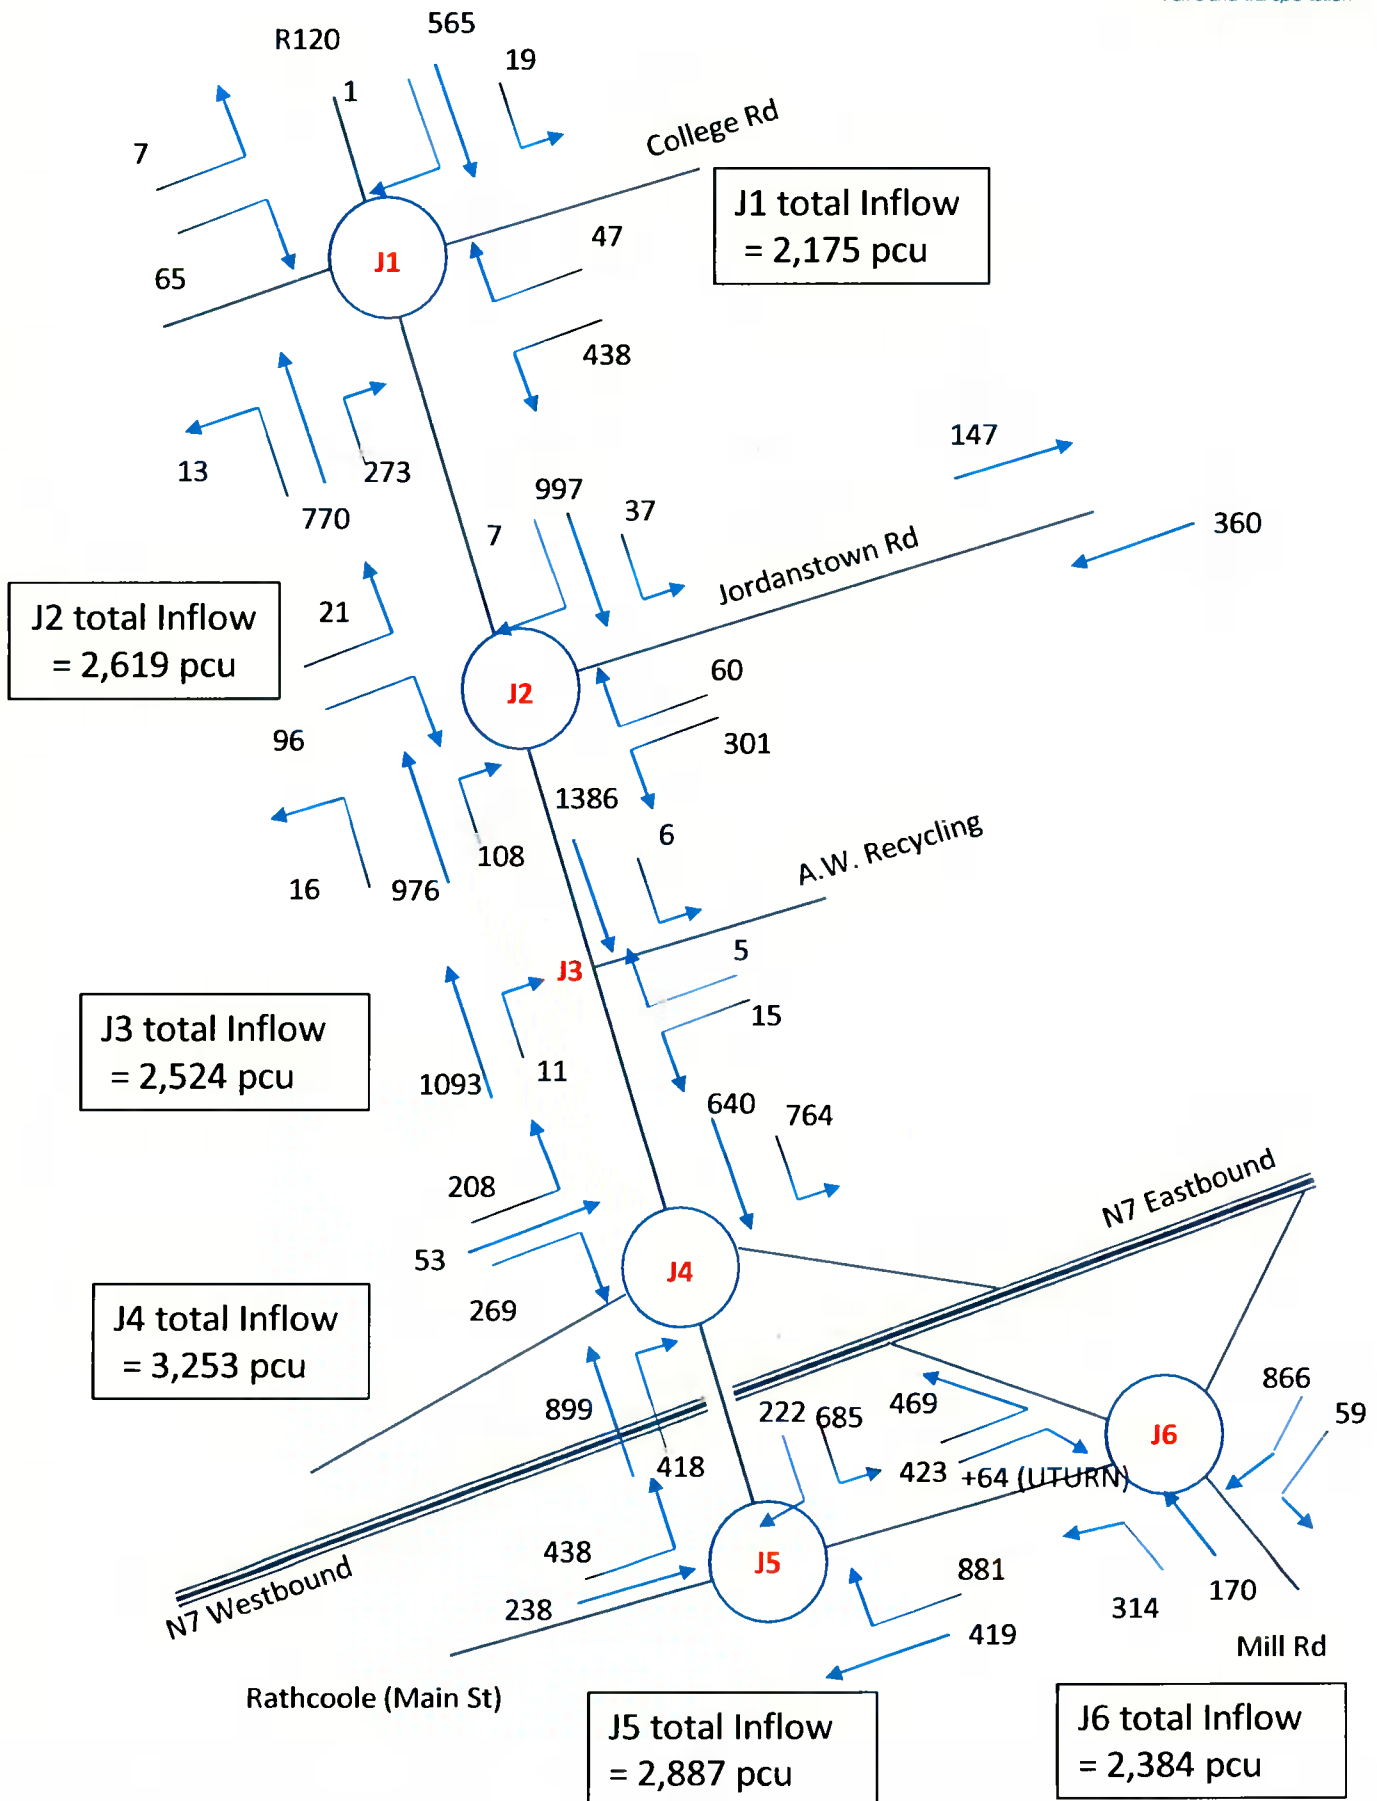 565
R120
19
1
College Rd
7
J1 total Inflow
= 2,175 pcu
47
J1
65
438
147
13
273
770
997
37
7
360
Jordanstown Rd
J2 total Inflow
= 2,619 pcu
21
60
J2
96
301
1386
6
108
A.W. Recycling
16
976
5
J3
15
J3 total Inflow
= 2,524 pcu
11
1093
640
764
208
N7 Eastbound
53
J4
269
J4 total Inflow
= 3,253 pcu
866
899
222
685
469
59
J6
418
423
+64 (UTURN)
438
J5
881
N7 Westbound
238
314
170
419
Mill Rd
Rathcoole (Main St)
J5 total Inflow
= 2,887 pcu
J6 total Inflow
= 2,384 pcu